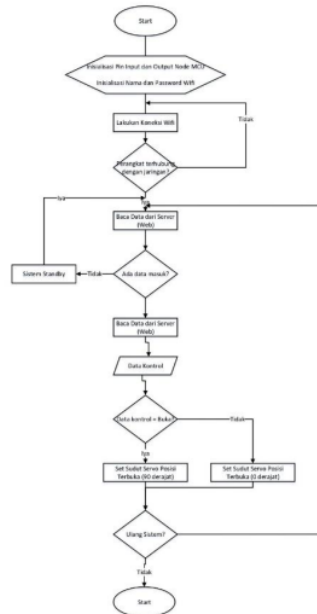 Start
Inisialisasi Pin Input dan Output Node MCU
Inisialisasi Nama dan Password Wifi
Tidak
Lakukan Koneksi Wifi
Perangkat terhubung
dengan jaringan?
Iya
Iya
Baca Data dari Server
(Web)
Sistem Standby
Tidak
Ada data masuk?
Baca Data dari Server
(Web)
Data Kontrol
Data kontrol = Buka?
Tidak
Iya
Set Sudut Servo Posisi
Terbuka (90 derajat)
Set Sudut Servo Posisi
Terbuka (0 derajat)
Ulang Sistem?
Tidak
Start